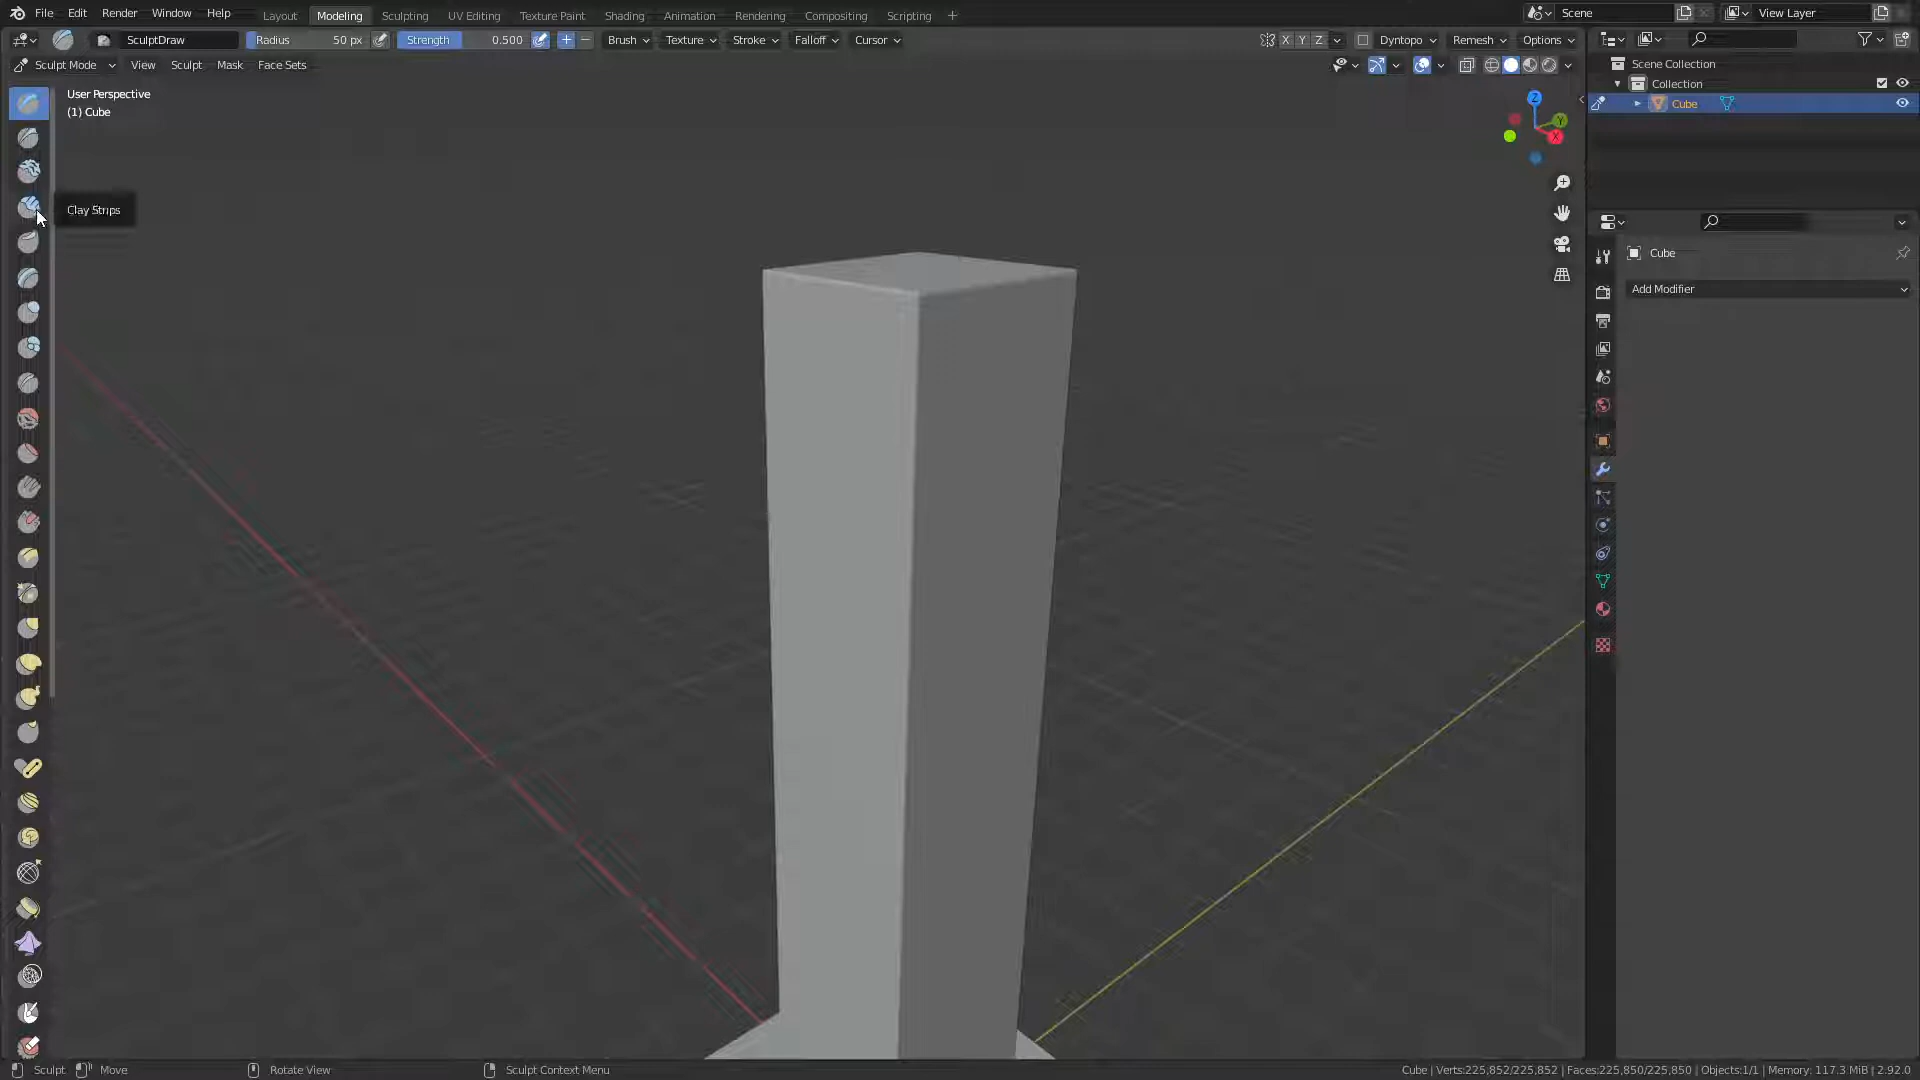 File Edit Render Window Help Layout Modeling Sculpting UV Editing Texture Paint Shading Animation Rendering Compositing Scripting + Scene View Layer
SculptDraw Radius 50 px Strength 0.500 + − Brush Texture Stroke Falloff Cursor X Y Z Dyntopo Remesh Options
Sculpt Mode View Sculpt Mask Face Sets
Scene Collection
Collection
Cube
User Perspective
(1) Cube
Z
Y
X
Clay Strips
Cube
Add Modifier
Sculpt Move Rotate View Sculpt Context Menu Cube | Verts:225,852/225,852 | Faces:225,850/225,850 | Objects:1/1 | Memory: 117.3 MiB | 2.92.0